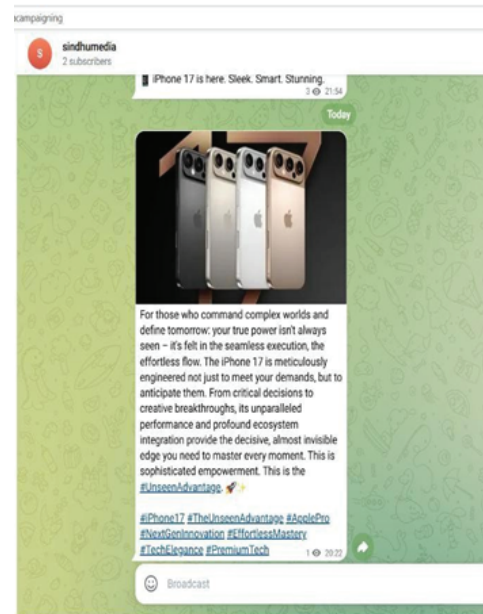 campaigning
S
sindhumedia
2 subscribers
iPhone 17 is here. Sleek. Smart. Stunning.
3 21:54
Today
For those who command complex worlds and
define tomorrow: your true power isn't always
seen – it's felt in the seamless execution, the
effortless flow. The iPhone 17 is meticulously
engineered not just to meet your demands, but to
anticipate them. From critical decisions to
creative breakthroughs, its unparalleled
performance and profound ecosystem
integration provide the decisive, almost invisible
edge you need to master every moment. This is
sophisticated empowerment. This is the
#UnseenAdvantage. 🚀✨
#iPhone17 #TheUnseenAdvantage #ApplePro
#NextGenInnovation #EffortlessMastery
#TechElegance #PremiumTech
1 20:22
Broadcast